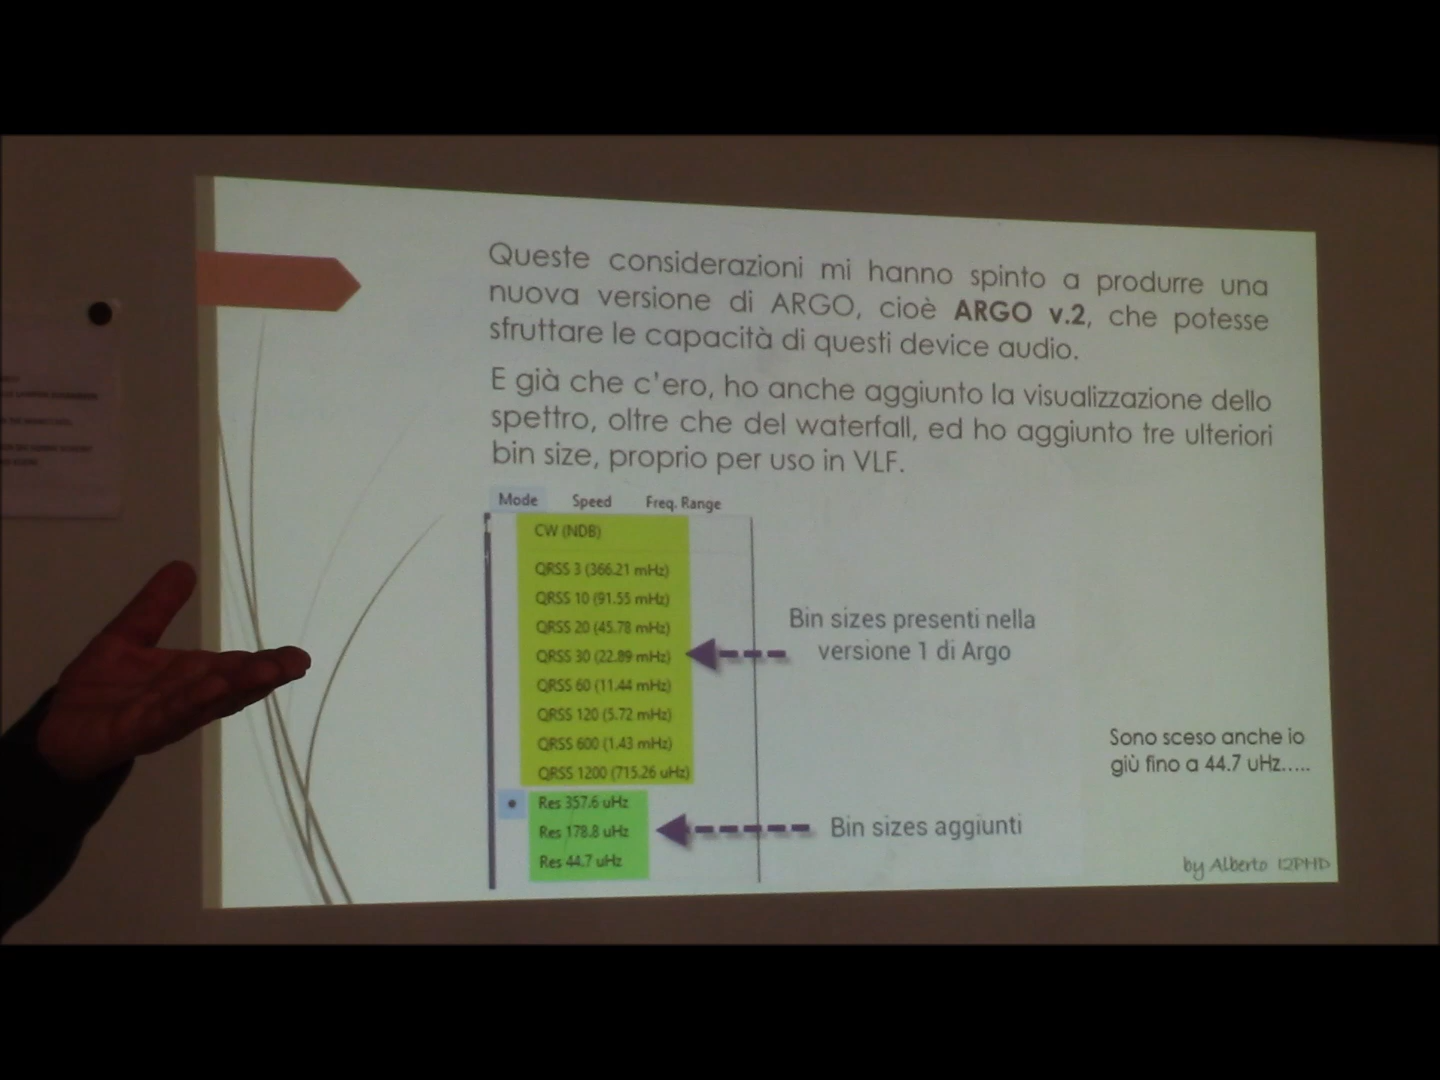 Queste considerazioni mi hanno spinto a produrre una
nuova versione di ARGO, cioè ARGO v.2, che potesse
sfruttare le capacità di questi device audio.
E già che c'ero, ho anche aggiunto la visualizzazione dello
spettro, oltre che del waterfall, ed ho aggiunto tre ulteriori
bin size, proprio per uso in VLF.
Mode Speed Freq. Range
CW (NDB)
QRSS 3 (366.21 mHz)
QRSS 10 (91.55 mHz)
QRSS 20 (45.78 mHz)
QRSS 30 (22.89 mHz)
QRSS 60 (11.44 mHz)
QRSS 120 (5.72 mHz)
QRSS 600 (1.43 mHz)
QRSS 1200 (715.26 uHz)
Res 357.6 uHz
Res 178.8 uHz
Res 44.7 uHz
Bin sizes presenti nella
versione 1 di Argo
Bin sizes aggiunti
Sono sceso anche io
giù fino a 44.7 uHz.....
by Alberto I2PHD